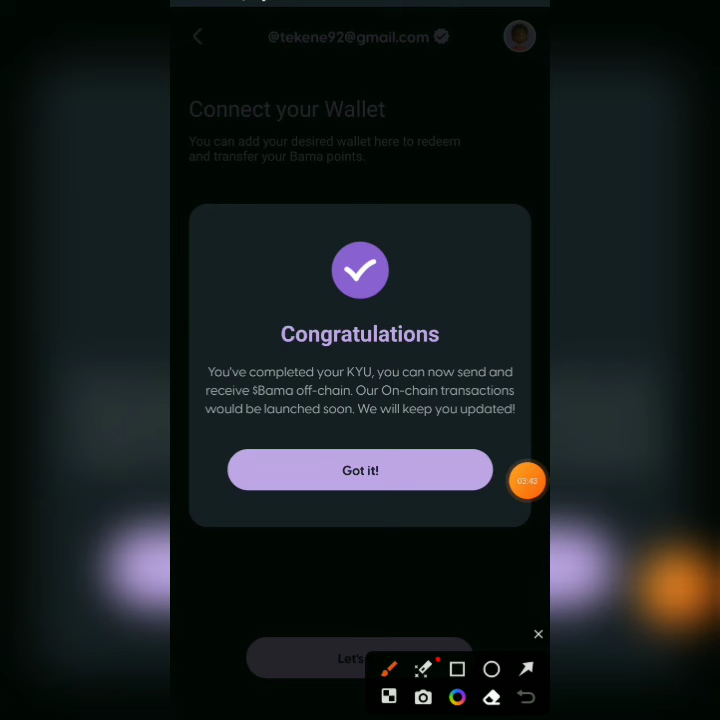 @tekene92@gmail.com
Connect your Wallet
You can add your desired wallet here to redeem
and transfer your Bama points.
Congratulations
You've completed your KYU, you can now send and
receive $Bama off-chain. Our On-chain transactions
would be launched soon. We will keep you updated!
Got it!
03:43
Let's